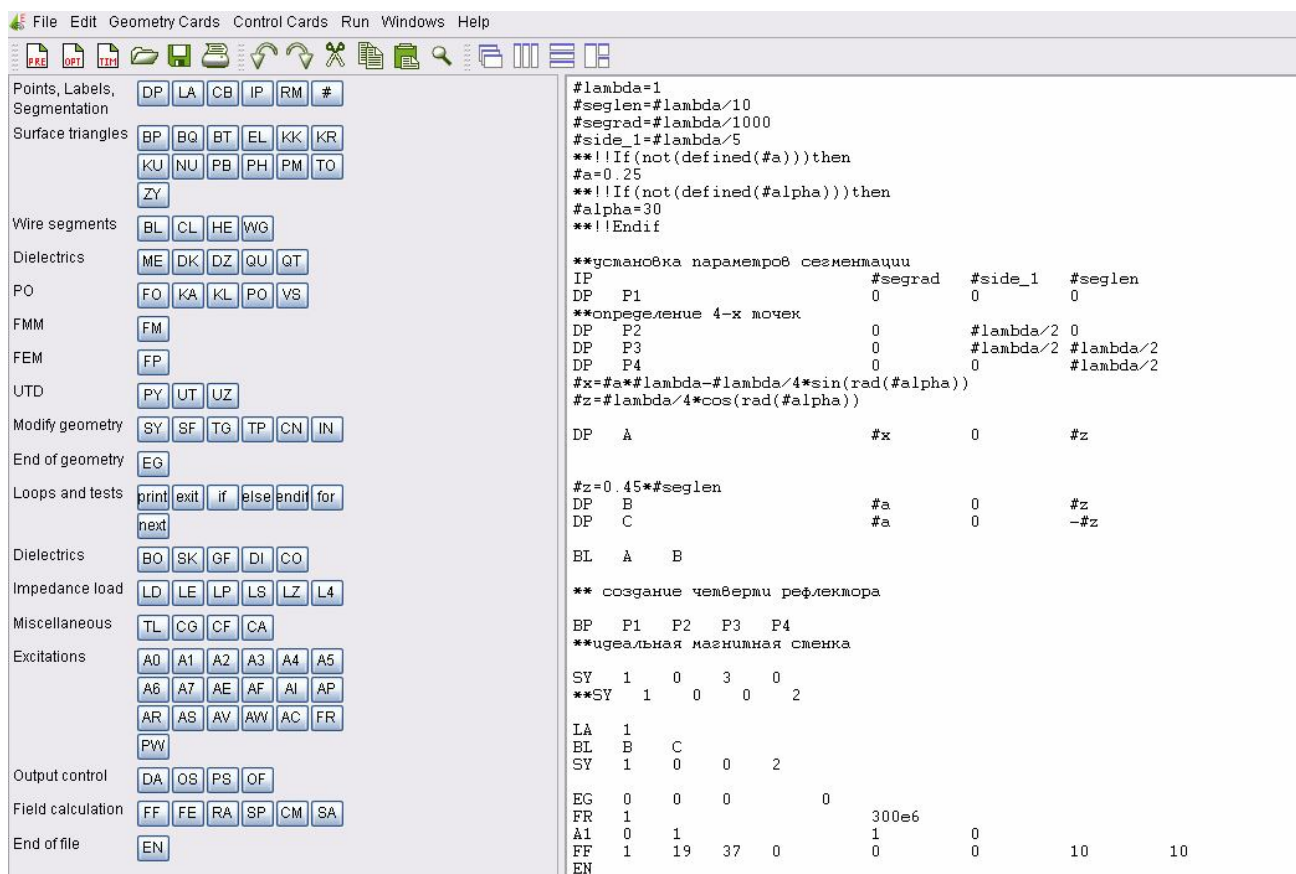 File Edit Geometry Cards Control Cards Run Windows Help
PRE OPT TIM
Points, Labels, Segmentation DP LA CB IP RM #
Surface triangles BP BQ BT EL KK KR
KU NU PB PH PM TO
ZY
Wire segments BL CL HE WG
Dielectrics ME DK DZ QU QT
PO FO KA KL PO VS
FMM FM
FEM FP
UTD PY UT UZ
Modify geometry SY SF TG TP CN IN
End of geometry EG
Loops and tests print exit if else endif for
next
Dielectrics BO SK GF DI CO
Impedance load LD LE LP LS LZ L4
Miscellaneous TL CG CF CA
Excitations A0 A1 A2 A3 A4 A5
A6 A7 AE AF AI AP
AR AS AV AW AC FR
PW
Output control DA OS PS OF
Field calculation FF FE RA SP CM SA
End of file EN
#lambda=1
#seglen=#lambda/10
#segrad=#lambda/1000
#side_1=#lambda/5
**!!If(not(defined(#a)))then
#a=0.25
**!!If(not(defined(#alpha)))then
#alpha=30
**!!Endif
**установка параметров сегментации
IP #segrad #side_1 #seglen
DP P1 0 0 0
**определение 4-х точек
DP P2 0 #lambda/2 0
DP P3 0 #lambda/2 #lambda/2
DP P4 0 0 #lambda/2
#x=#a*#lambda-#lambda/4*sin(rad(#alpha))
#z=#lambda/4*cos(rad(#alpha))
DP A #x 0 #z
#z=0.45*#seglen
DP B #a 0 #z
DP C #a 0 -#z
BL A B
** создание четверти рефлектора
BP P1 P2 P3 P4
**идеальная магнитная стенка
SY 1 0 3 0
**SY 1 0 0 2
LA 1
BL B C
SY 1 0 0 2
EG 0 0 0 0
FR 1 300e6
A1 0 1 1 0
FF 1 19 37 0 0 0 10 10
EN